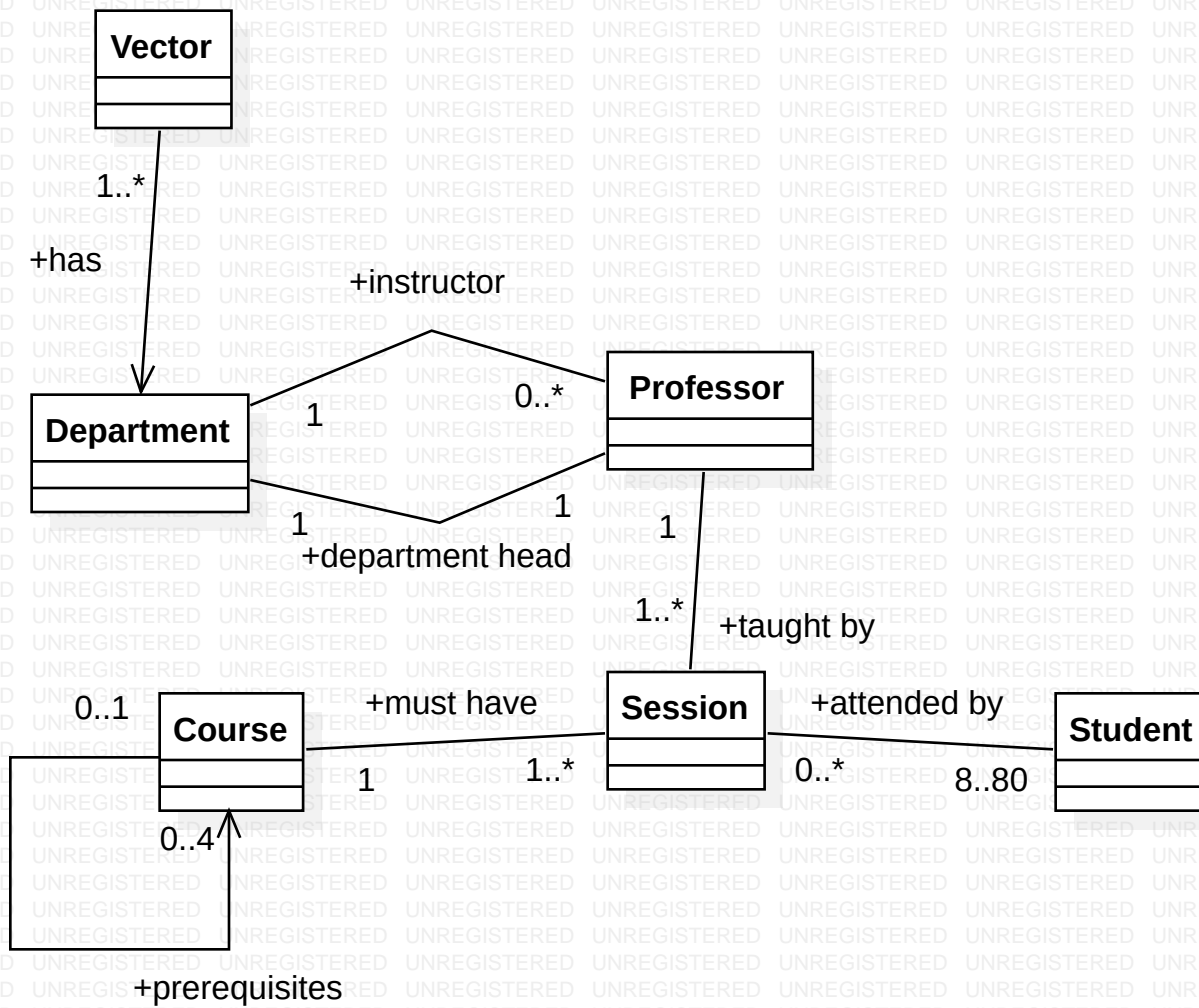 Vector
1..*
+has
+instructor
Professor
0..*
1
Department
1
1
+department head
1
1..*
+taught by
0..1
+must have
Session
+attended by
Course
Student
1
1..*
0..*
8..80
0..4
+prerequisites
UNREGISTERED